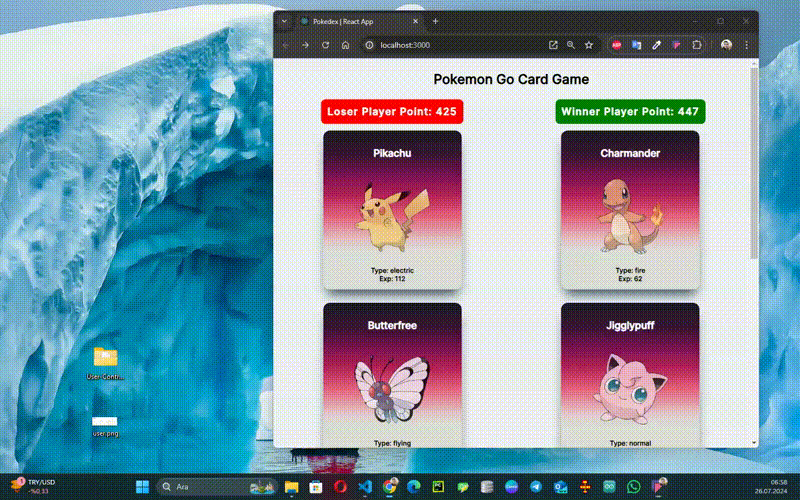 Pokedex | React App
localhost:3000
Pokemon Go Card Game
Loser Player Point: 425
Winner Player Point: 447
Pikachu
Charmander
Type: electric
Exp: 112
Type: fire
Exp: 62
Butterfree
Jigglypuff
Type: flying
Type: normal
User-Contr...
user.png
TRY/USD
-%0,33
Ara
06:58
26.07.2024